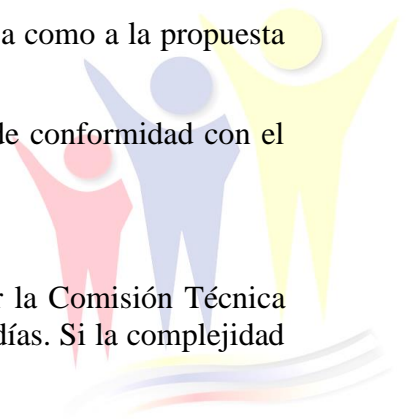 a como a la propuesta
de conformidad con el
la Comisión Técnica
días. Si la complejidad